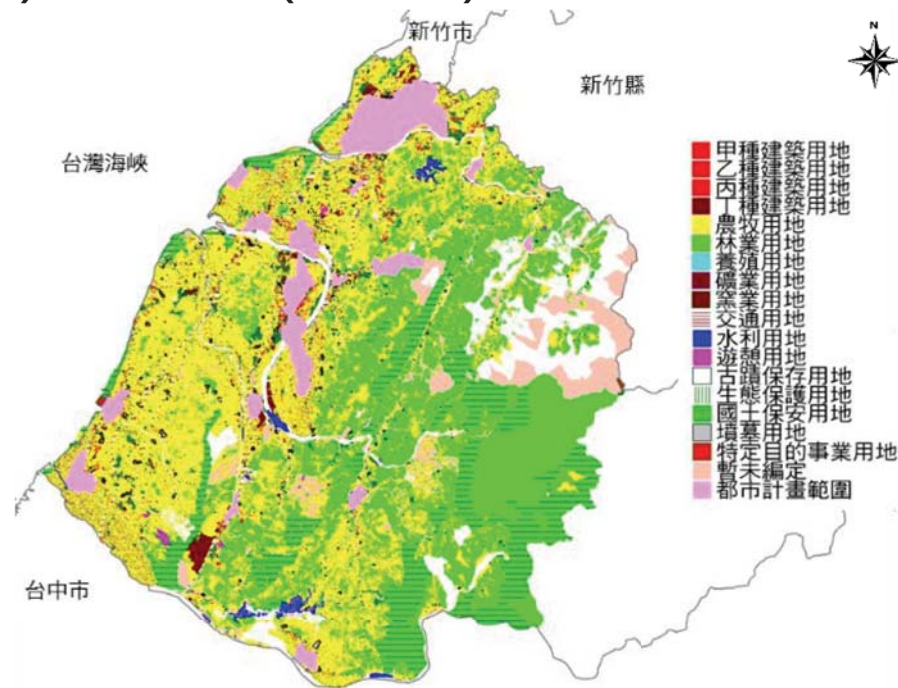 新竹市
N
新竹縣
台灣海峽
甲種建築用地
乙種建築用地
丙種建築用地
丁種建築用地
農牧用地
林業用地
養殖用地
礦業用地
窯業用地
交通用地
水利用地
遊憩用地
古蹟保存用地
生態保護用地
國土保安用地
墳墓用地
特定目的事業用地
暫未編定
都市計畫範圍
台中市